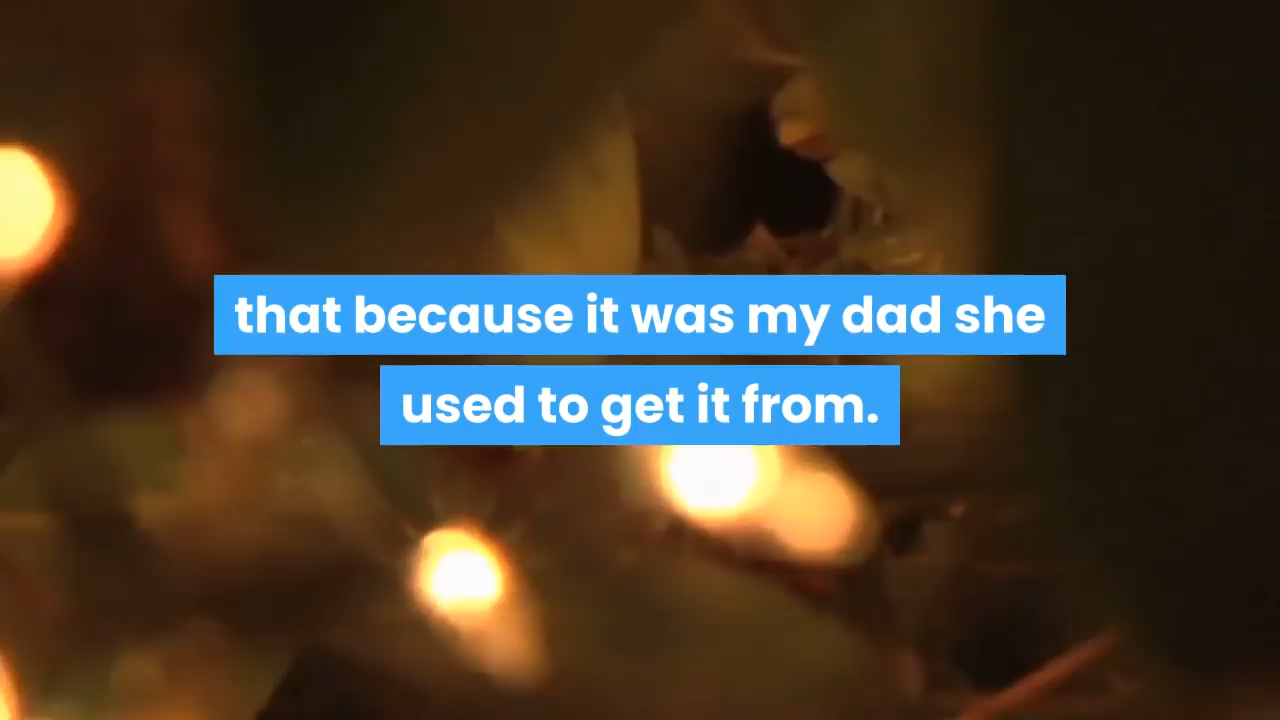 that because it was my dad she
used to get it from.